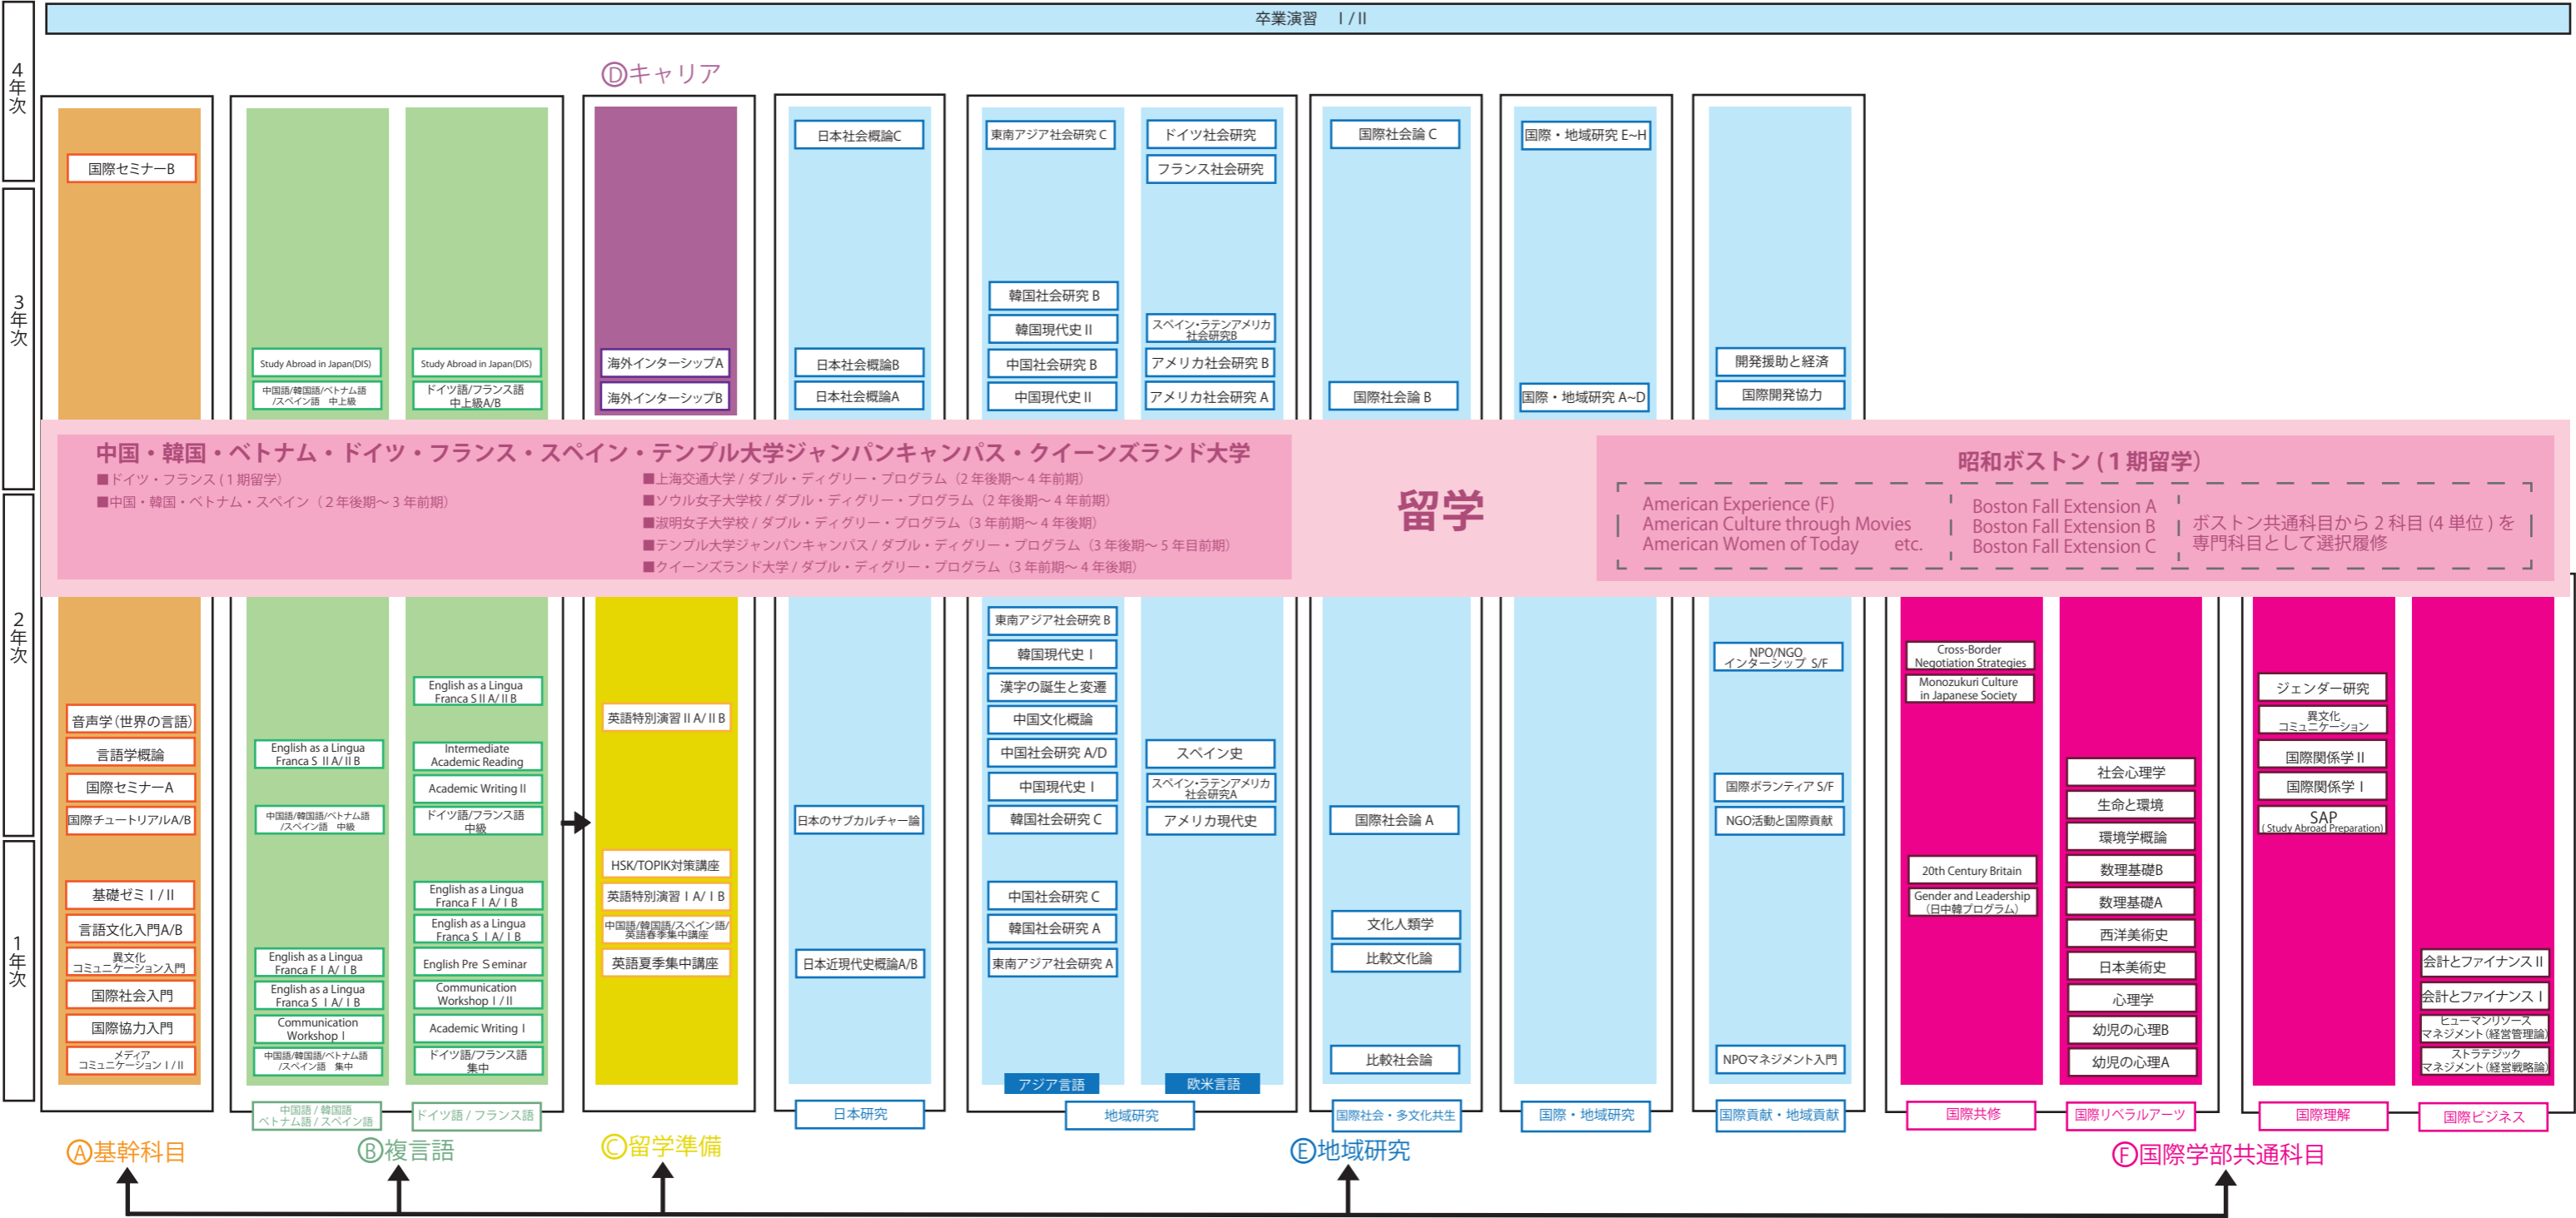 卒業演習　Ⅰ/Ⅱ
4年次
3年次
2年次
1年次
Ⓓキャリア
国際セミナーB
音声学（世界の言語）
言語学概論
国際セミナーA
国際チュートリアルA/B
基礎ゼミⅠ/Ⅱ
言語文化入門A/B
異文化
コミュニケーション入門
国際社会入門
国際協力入門
メディア
コミュニケーションⅠ/Ⅱ
Ⓐ基幹科目
Study Abroad in Japan(DIS)
中国語/韓国語/ベトナム語
/スペイン語　中上級
English as a Lingua
Franca S ⅡA/ⅡB
中国語/韓国語/ベトナム語
/スペイン語　中級
English as a Lingua
Franca F ⅠA/ⅠB
English as a Lingua
Franca S ⅠA/ⅠB
Communication
Workshop Ⅰ
中国語/韓国語/ベトナム語
/スペイン語　集中
中国語 / 韓国語
ベトナム語 / スペイン語
Study Abroad in Japan(DIS)
ドイツ語/フランス語
中上級A/B
English as a Lingua
Franca S ⅡA/ⅡB
Intermediate
Academic Reading
Academic Writing Ⅱ
ドイツ語/フランス語
中級
English as a Lingua
Franca F ⅠA/ⅠB
English as a Lingua
Franca S ⅠA/ⅠB
English Pre Seminar
Communication
Workshop Ⅰ/Ⅱ
Academic Writing Ⅰ
ドイツ語/フランス語
集中
ドイツ語 / フランス語
Ⓑ複言語
海外インターシップA
海外インターシップB
英語特別演習ⅡA/ⅡB
HSK/TOPIK対策講座
英語特別演習ⅠA/ⅠB
中国語/韓国語/スペイン語/
英語春季集中講座
英語夏季集中講座
Ⓒ留学準備
日本社会概論C
日本社会概論B
日本社会概論A
日本のサブカルチャー論
日本近現代史概論A/B
日本研究
東南アジア社会研究 C
韓国社会研究 B
韓国現代史Ⅱ
中国社会研究 B
中国現代史Ⅱ
東南アジア社会研究 B
韓国現代史Ⅰ
漢字の誕生と変遷
中国文化概論
中国社会研究 A/D
中国現代史Ⅰ
韓国社会研究 C
中国社会研究 C
韓国社会研究 A
東南アジア社会研究 A
アジア言語
ドイツ社会研究
フランス社会研究
スペイン・ラテンアメリカ
社会研究B
アメリカ社会研究 B
アメリカ社会研究 A
スペイン史
スペイン・ラテンアメリカ
社会研究A
アメリカ現代史
欧米言語
地域研究
国際社会論 C
国際社会論 B
国際社会論 A
文化人類学
比較文化論
比較社会論
国際社会・多文化共生
国際・地域研究 E~H
国際・地域研究 A~D
国際・地域研究
開発援助と経済
国際開発協力
NPO/NGO
インターシップ S/F
国際ボランティア S/F
NGO活動と国際貢献
NPOマネジメント入門
国際貢献・地域貢献
Ⓔ地域研究
中国・韓国・ベトナム・ドイツ・フランス・スペイン・テンプル大学ジャンパンキャンパス・クイーンズランド大学
■ドイツ・フランス ( 1 期留学）
■中国・韓国・ベトナム・スペイン（ 2 年後期～ 3 年前期）
■上海交通大学 / ダブル・ディグリー・プログラム（2 年後期～ 4 年前期）
■ソウル女子大学校 / ダブル・ディグリー・プログラム（2 年後期～ 4 年前期）
■淑明女子大学校 / ダブル・ディグリー・プログラム（3 年前期～ 4 年後期）
■テンプル大学ジャンパンキャンパス / ダブル・ディグリー・プログラム（3 年後期～ 5 年目前期）
■クイーンズランド大学 / ダブル・ディグリー・プログラム（3 年前期～ 4 年後期）
留学
昭和ボストン ( 1 期留学）
American Experience (F)
American Culture through Movies
American Women of Today　　etc.
Boston Fall Extension A
Boston Fall Extension B
Boston Fall Extension C
ボストン共通科目から 2 科目 (4 単位 ) を
専門科目として選択履修
Cross-Border
Negotiation Strategies
Monozukuri Culture
in Japanese Society
20th Century Britain
Gender and Leadership
（日中韓プログラム）
国際共修
社会心理学
生命と環境
環境学概論
数理基礎B
数理基礎A
西洋美術史
日本美術史
心理学
幼児の心理B
幼児の心理A
国際リベラルアーツ
ジェンダー研究
異文化
コミュニケーション
国際関係学Ⅱ
国際関係学Ⅰ
SAP
( Study Abroad Preparation)
国際理解
会計とファイナンスⅡ
会計とファイナンスⅠ
ヒューマンリソース
マネジメント（経営管理論）
ストラテジック
マネジメント（経営戦略論）
国際ビジネス
Ⓕ国際学部共通科目